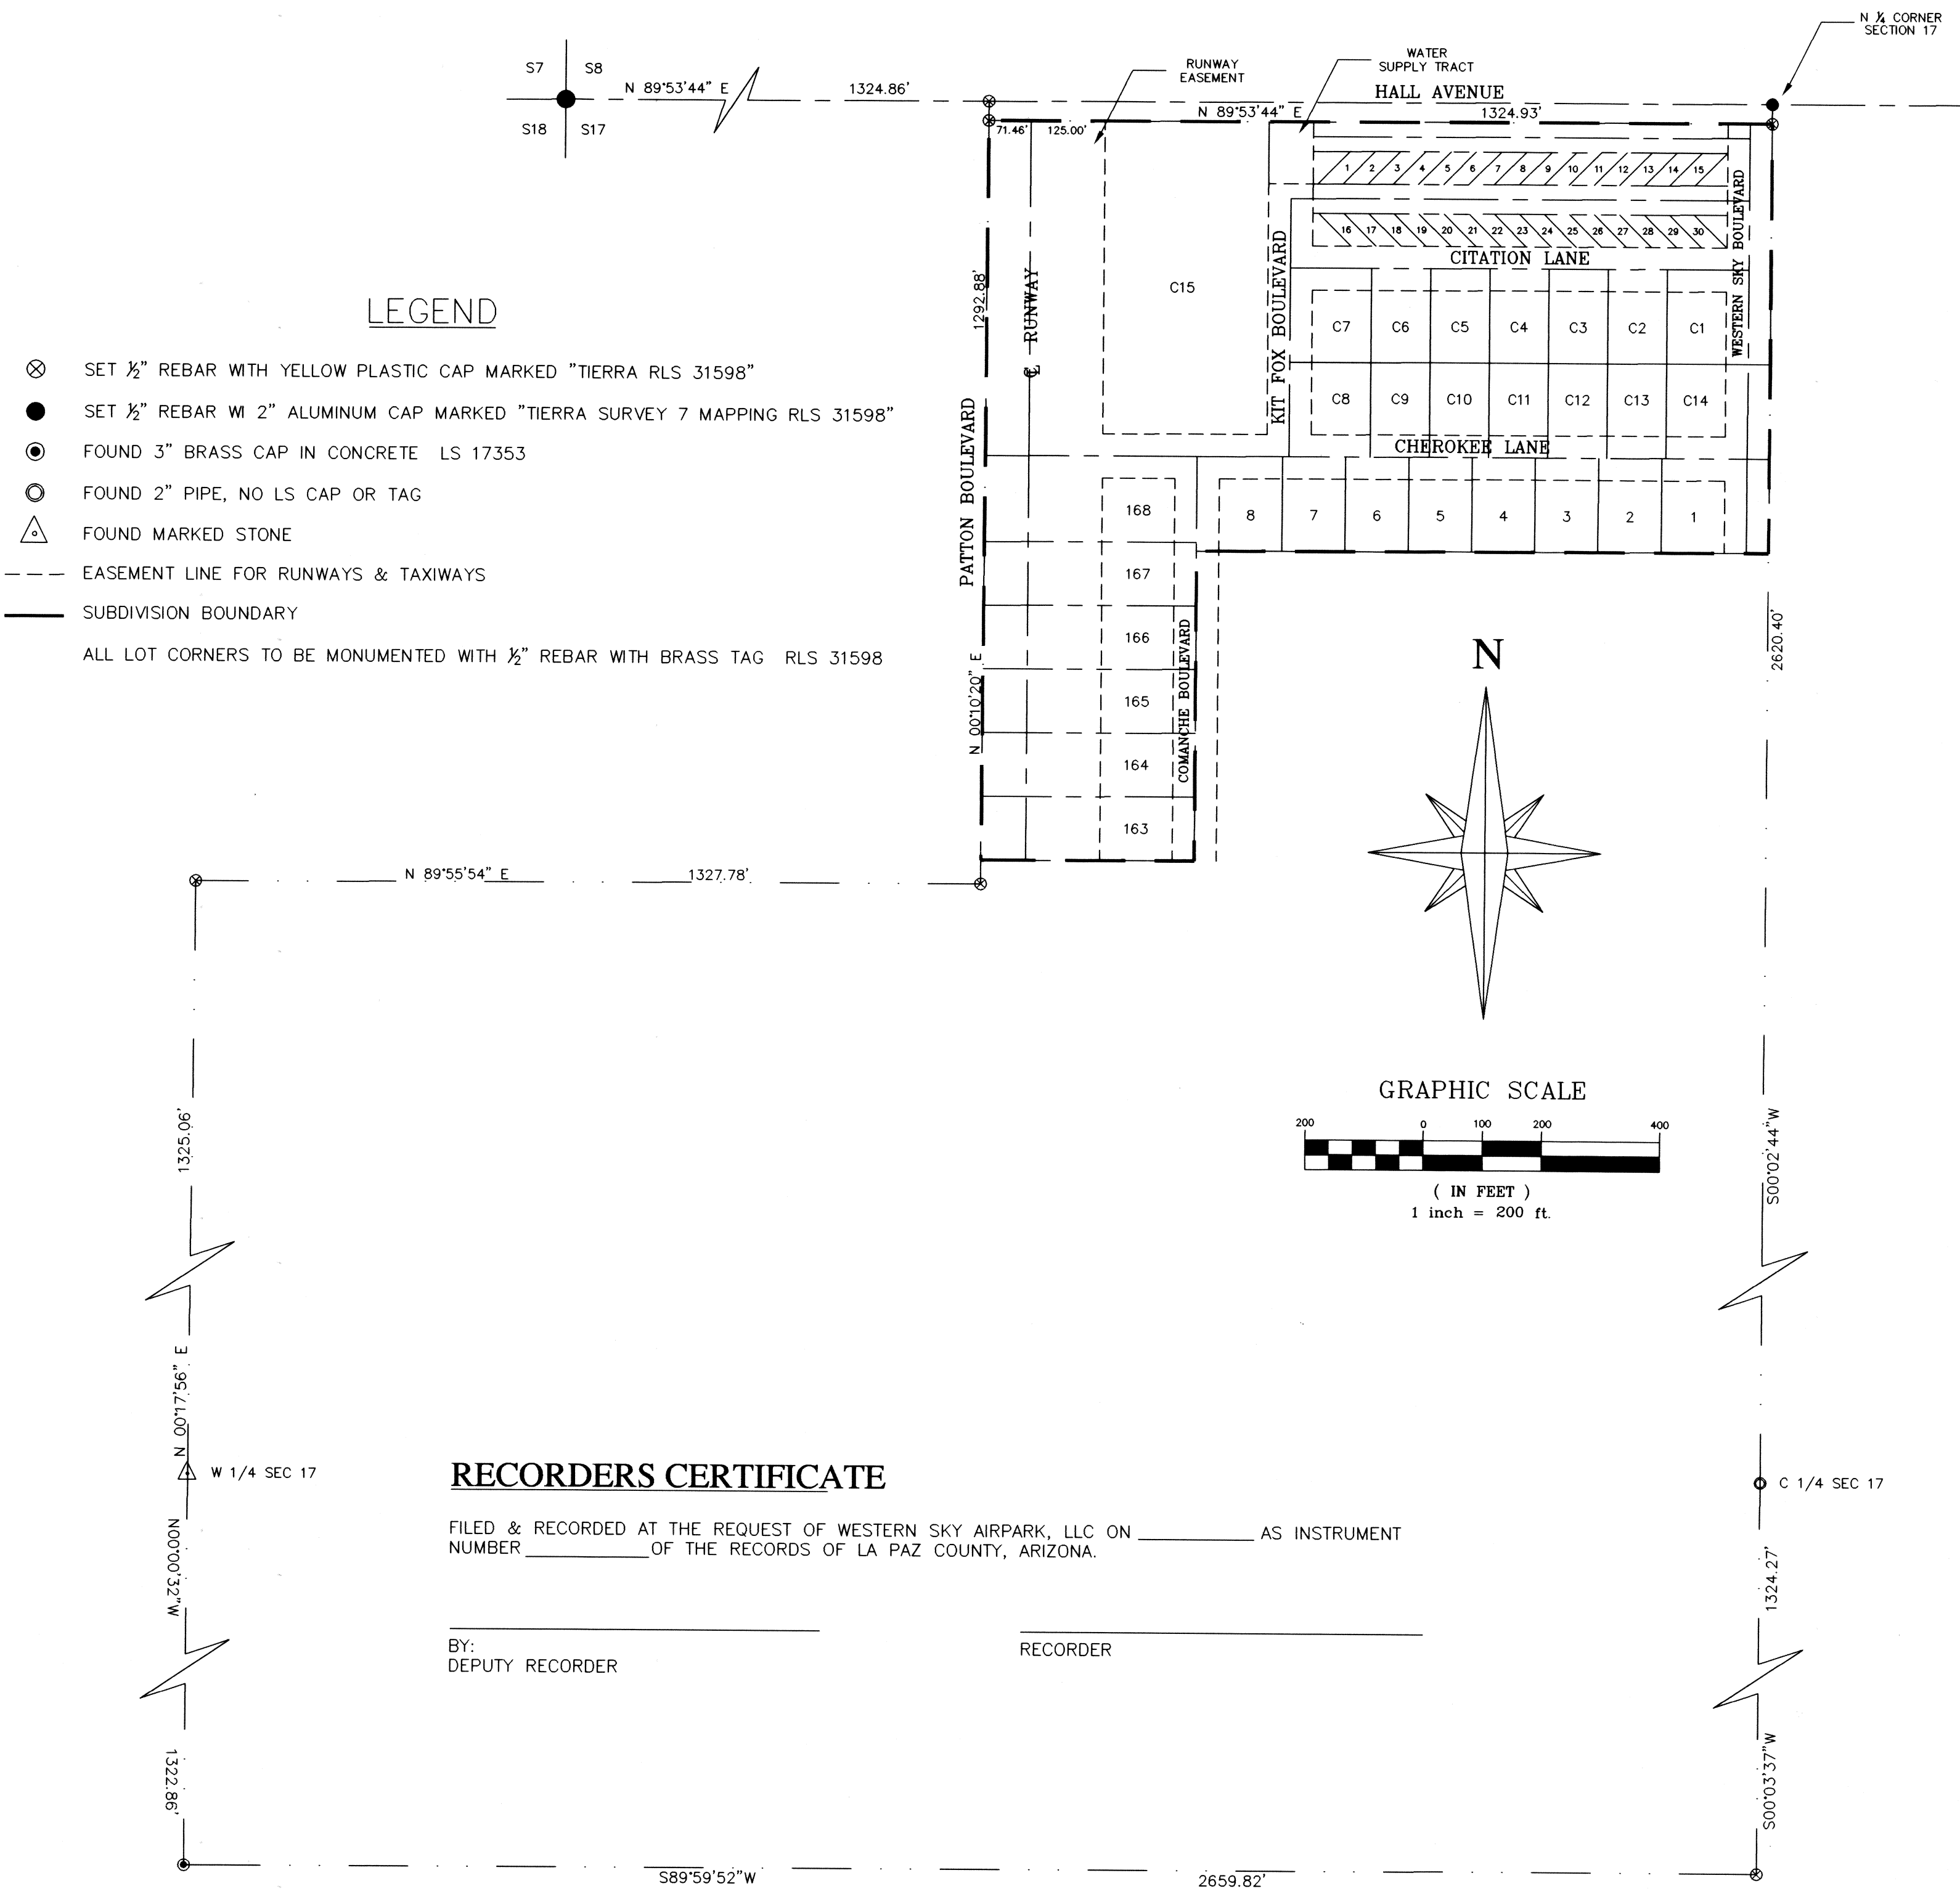 N ¼ CORNER
SECTION 17
S7 S8
S18 S17
N 89°53'44" E 1324.86'
RUNWAY
EASEMENT
WATER
SUPPLY TRACT
HALL AVENUE
N 89°53'44" E 1324.93'
71.46' 125.00'
1 2 3 4 5 6 7 8 9 10 11 12 13 14 15
16 17 18 19 20 21 22 23 24 25 26 27 28 29 30
CITATION LANE
WESTERN SKY BOULEVARD
KIT FOX BOULEVARD
C15
1292.88'
℄ RUNWAY
C7 C6 C5 C4 C3 C2 C1
C8 C9 C10 C11 C12 C13 C14
CHEROKEE LANE
PATTON BOULEVARD
8 7 6 5 4 3 2 1
168
167
166
165
164
163
COMANCHE BOULEVARD
N 00°10'20" E
2620.40'
LEGEND
SET ½" REBAR WITH YELLOW PLASTIC CAP MARKED "TIERRA RLS 31598"
SET ½" REBAR WI 2" ALUMINUM CAP MARKED "TIERRA SURVEY 7 MAPPING RLS 31598"
FOUND 3" BRASS CAP IN CONCRETE LS 17353
FOUND 2" PIPE, NO LS CAP OR TAG
FOUND MARKED STONE
EASEMENT LINE FOR RUNWAYS & TAXIWAYS
SUBDIVISION BOUNDARY
ALL LOT CORNERS TO BE MONUMENTED WITH ½" REBAR WITH BRASS TAG RLS 31598
N
N 89°55'54" E 1327.78'
1325.06'
GRAPHIC SCALE
200 0 100 200 400
( IN FEET )
1 inch = 200 ft.
S00°02'44"W
N 00°17'56" E
W 1/4 SEC 17
C 1/4 SEC 17
RECORDERS CERTIFICATE
FILED & RECORDED AT THE REQUEST OF WESTERN SKY AIRPARK, LLC ON ____________ AS INSTRUMENT
NUMBER ____________ OF THE RECORDS OF LA PAZ COUNTY, ARIZONA.
N00°00'32"W
1324.27'
BY:
DEPUTY RECORDER
RECORDER
1322.86'
S00°03'37"W
S89°59'52"W 2659.82'